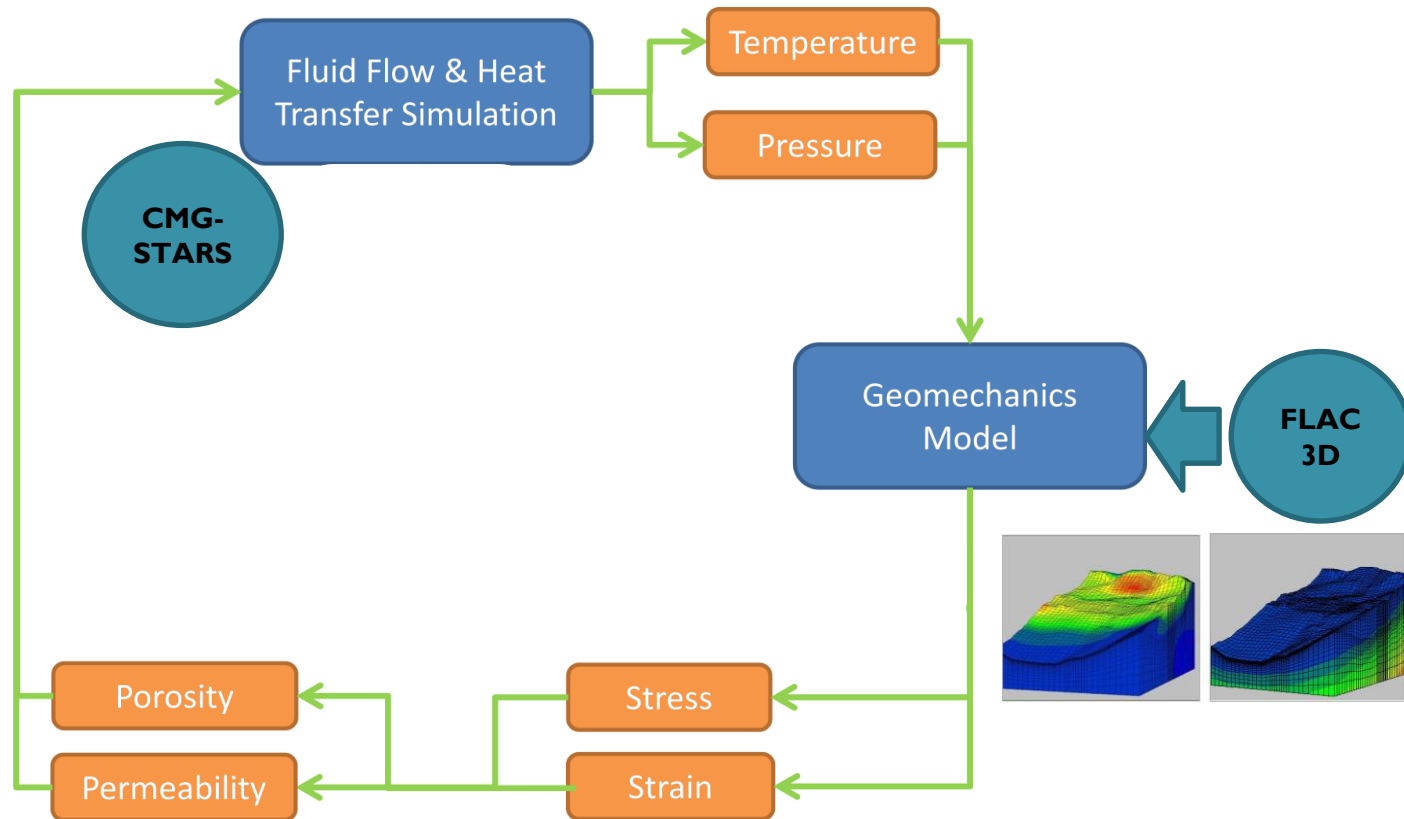 Fluid Flow & Heat
Transfer Simulation
Temperature
Pressure
CMG-
STARS
Geomechanics
Model
FLAC
3D
Porosity
Stress
Permeability
Strain